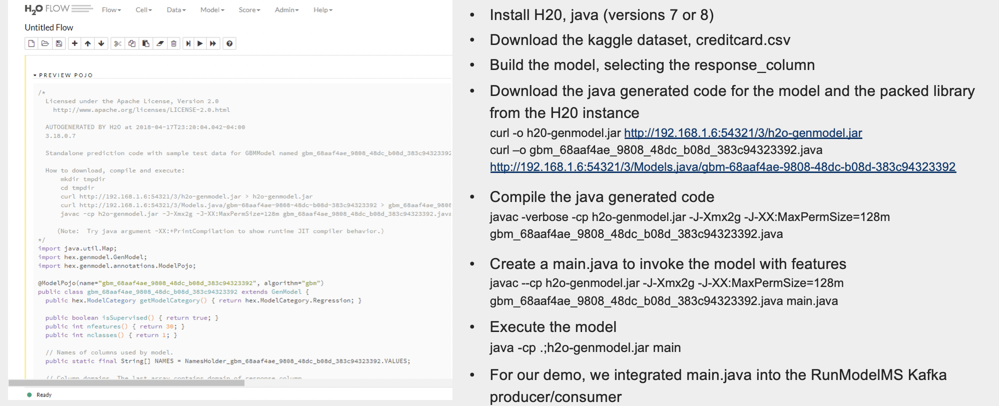 H2O FLOW
Flow Cell Data Model Score Admin Help
Untitled Flow
PREVIEW POJO
/*
Licensed under the Apache License, Version 2.0
http://www.apache.org/licenses/LICENSE-2.0.html
AUTOGENERATED BY H2O at 2018-04-17T23:20:04.042-04:00
3.18.0.7
Standalone prediction code with sample test data for GBMModel named gbm_68aaf4ae_9808_48dc_b08d_383c94323392
How to download, compile and execute:
mkdir tmpdir
cd tmpdir
curl http://192.168.1.6:54321/3/h2o-genmodel.jar > h2o-genmodel.jar
curl http://192.168.1.6:54321/3/Models.java/gbm-68aaf4ae-9808-48dc-b08d-383c94323392 > gbm_68aaf4ae_9808
javac -cp h2o-genmodel.jar -J-Xmx2g -J-XX:MaxPermSize=128m gbm_68aaf4ae_9808_48dc_b08d_383c94323392.java
(Note: Try java argument -XX:+PrintCompilation to show runtime JIT compiler behavior.)
*/
import java.util.Map;
import hex.genmodel.GenModel;
import hex.genmodel.annotations.ModelPojo;
@ModelPojo(name="gbm_68aaf4ae_9808_48dc_b08d_383c94323392", algorithm="gbm")
public class gbm_68aaf4ae_9808_48dc_b08d_383c94323392 extends GenModel {
public hex.ModelCategory getModelCategory() { return hex.ModelCategory.Regression; }
public boolean isSupervised() { return true; }
public int nfeatures() { return 30; }
public int nclasses() { return 1; }
// Names of columns used by model.
public static final String[] NAMES = NamesHolder_gbm_68aaf4ae_9808_48dc_b08d_383c94323392.VALUES;
// Column domains. The last array contains domain of response column.
Ready
• Install H20, java (versions 7 or 8)
• Download the kaggle dataset, creditcard.csv
• Build the model, selecting the response_column
• Download the java generated code for the model and the packed library
from the H20 instance
curl -o h20-genmodel.jar http://192.168.1.6:54321/3/h2o-genmodel.jar
curl –o gbm_68aaf4ae_9808_48dc_b08d_383c94323392.java
http://192.168.1.6:54321/3/Models.java/gbm-68aaf4ae-9808-48dc-b08d-383c94323392
• Compile the java generated code
javac -verbose -cp h2o-genmodel.jar -J-Xmx2g -J-XX:MaxPermSize=128m
gbm_68aaf4ae_9808_48dc_b08d_383c94323392.java
• Create a main.java to invoke the model with features
javac --cp h2o-genmodel.jar -J-Xmx2g -J-XX:MaxPermSize=128m
gbm_68aaf4ae_9808_48dc_b08d_383c94323392.java main.java
• Execute the model
java -cp .;h2o-genmodel.jar main
• For our demo, we integrated main.java into the RunModelMS Kafka
producer/consumer